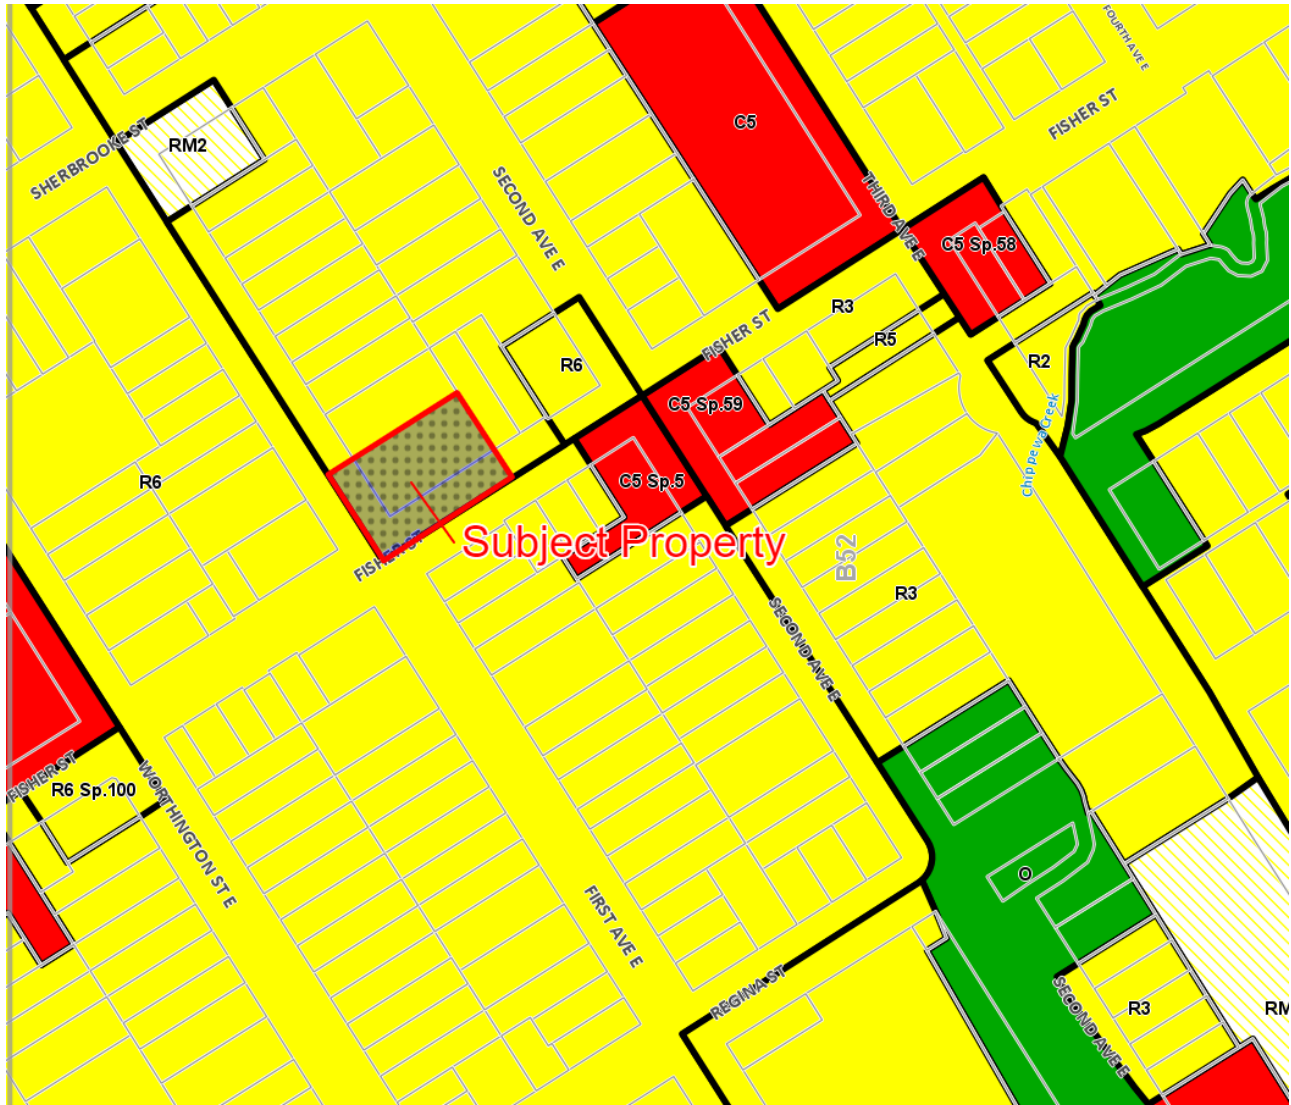 FOURTH AVE E
FISHER ST
C5
RM2
SHERBROOKE ST
SECOND AVE E
THIRD AVE E
C5 Sp.58
R3
FISHER ST
R5
R2
R6
C5 Sp.59
Chippewa Creek
R6
C5 Sp.5
Subject Property
FISHER ST
B52
R3
SECOND AVE E
FISHER ST
R6 Sp.100
WORTHINGTON ST E
O
FIRST AVE E
REGINA ST
SECOND AVE E
R3
RM